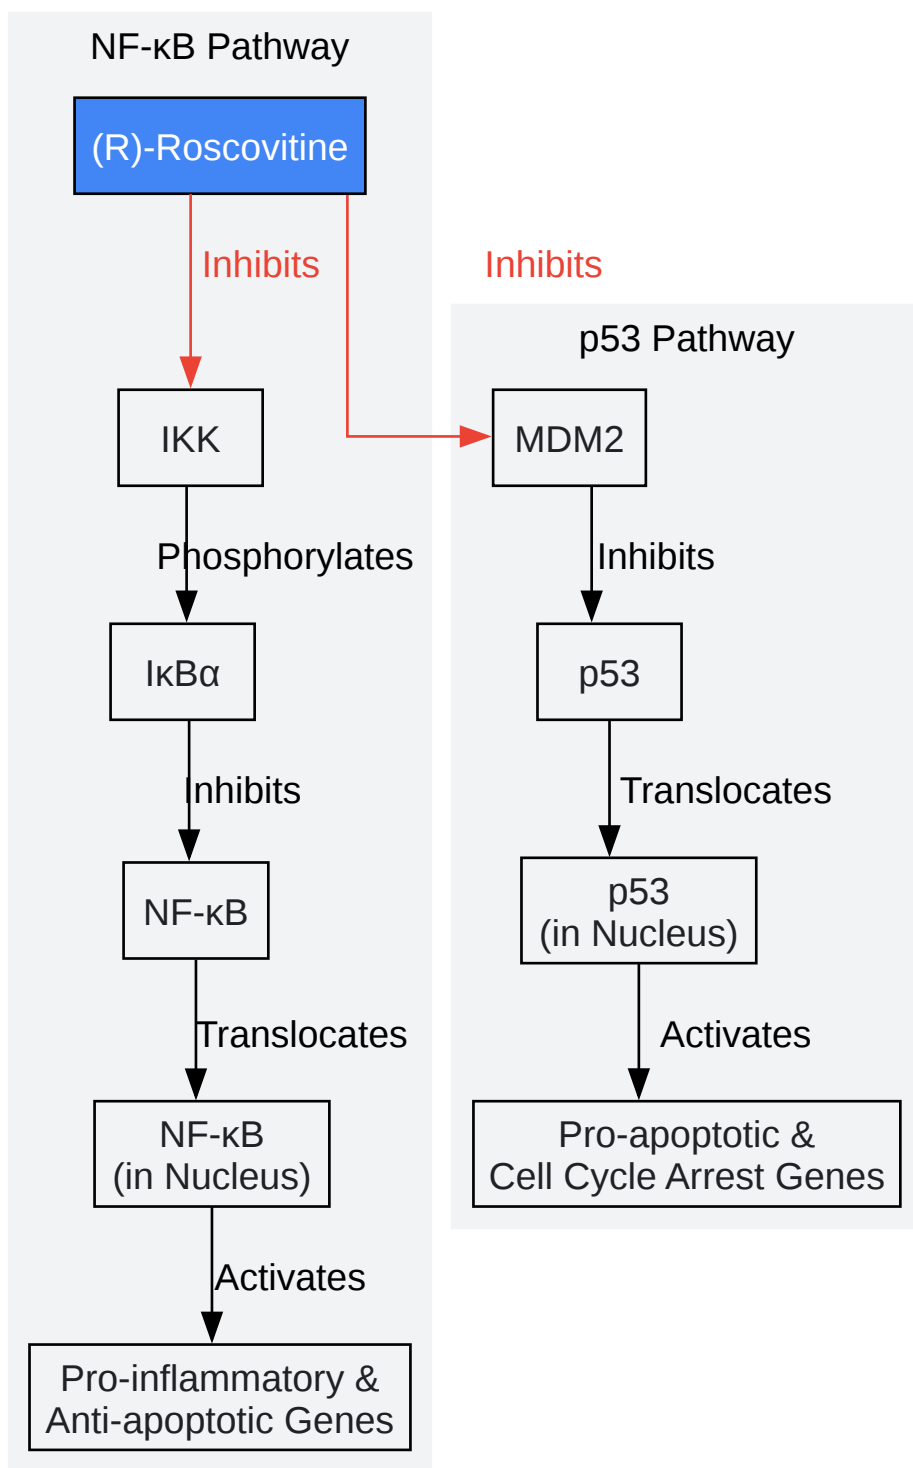 NF-κB Pathway
(R)-Roscovitine
Inhibits
Inhibits
p53 Pathway
IKK
MDM2
Phosphorylates
Inhibits
IκBα
p53
Inhibits
Translocates
NF-κB
p53
(in Nucleus)
Translocates
Activates
NF-κB
(in Nucleus)
Pro-apoptotic &
Cell Cycle Arrest Genes
Activates
Pro-inflammatory &
Anti-apoptotic Genes